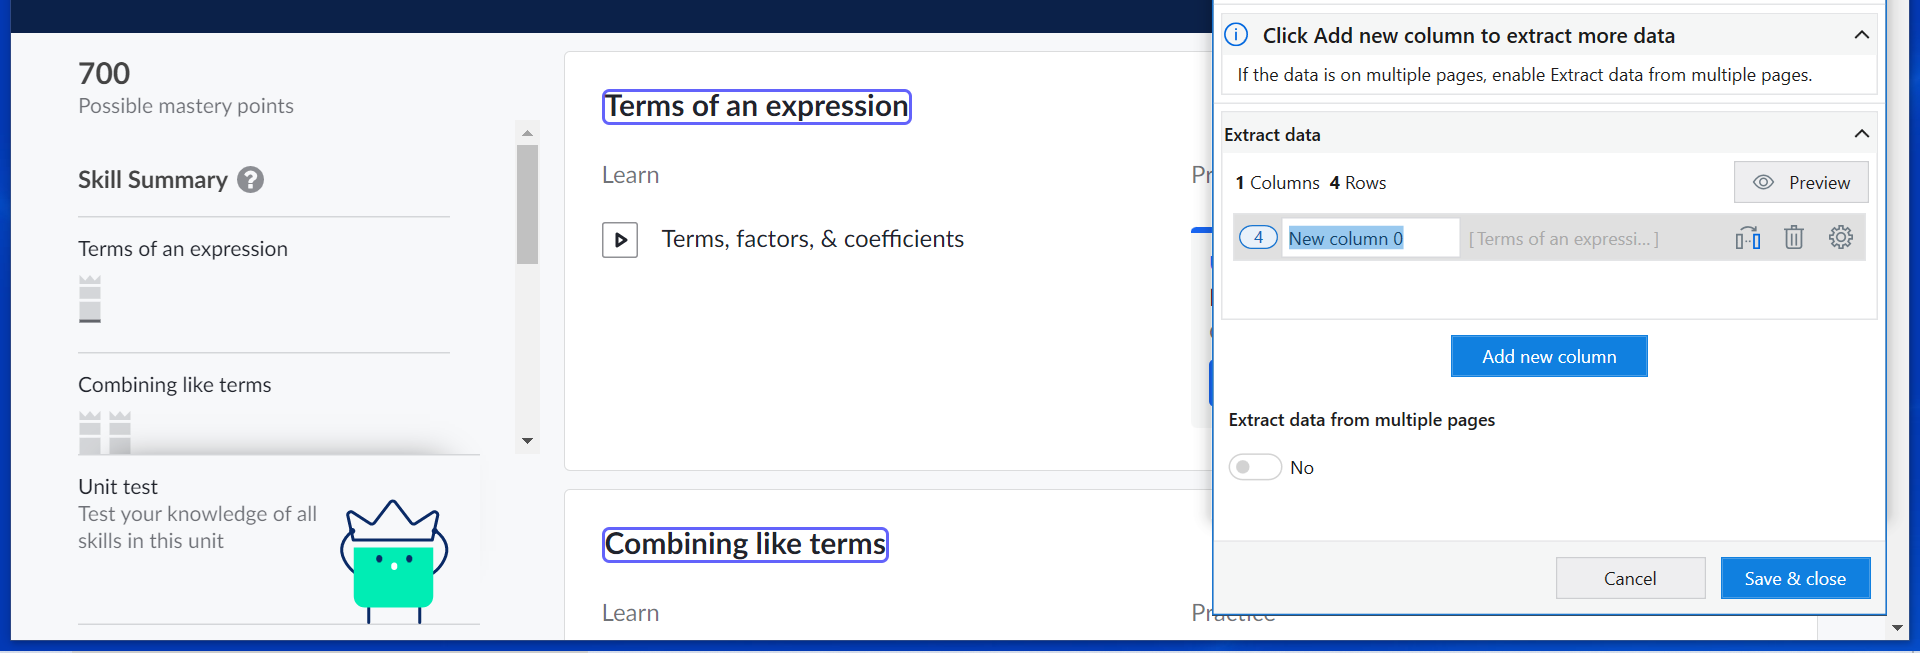 700
Possible mastery points
Skill Summary ?
Terms of an expression
Combining like terms
Unit test
Test your knowledge of all
skills in this unit
Terms of an expression
Learn
Terms, factors, & coefficients
Combining like terms
Learn
Click Add new column to extract more data
If the data is on multiple pages, enable Extract data from multiple pages.
Extract data
1 Columns 4 Rows
Preview
4 New column 0 [Terms of an expressi...]
Add new column
Extract data from multiple pages
No
Cancel
Save & close
Practice